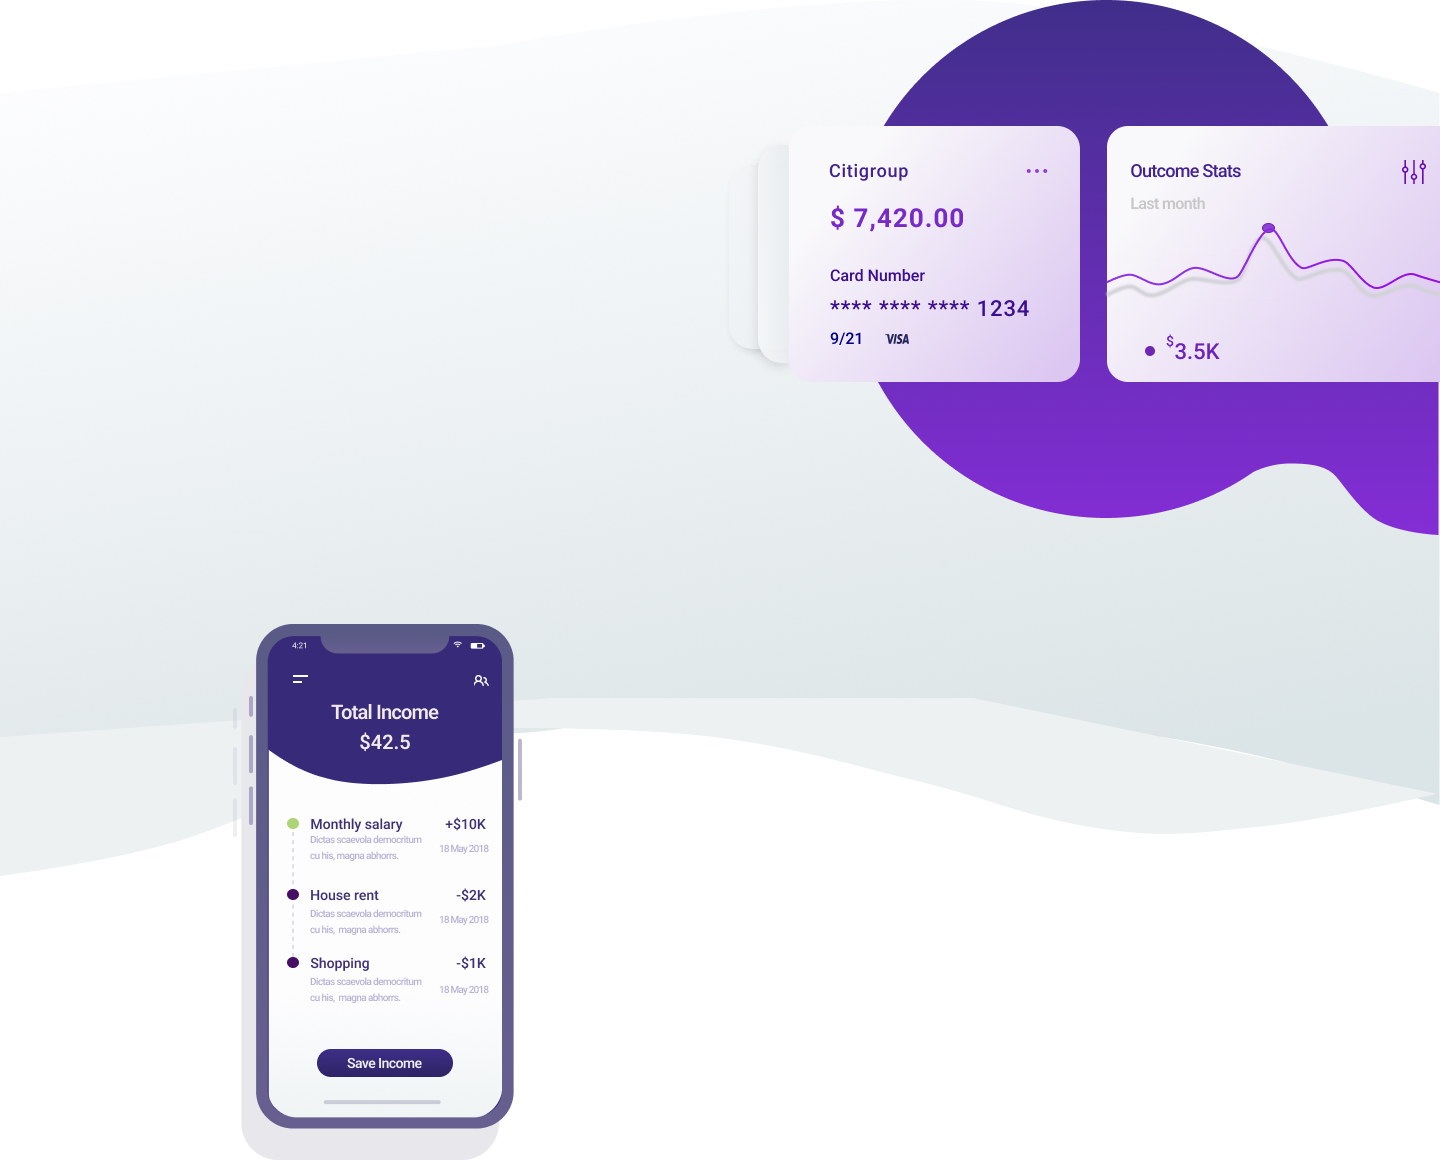 Citigroup
$ 7,420.00
Card Number
**** **** **** 1234
9/21 VISA
Outcome Stats
Last month
$3.5K
4:21
Total Income
$42.5
Monthly salary +$10K
Dictas scaevola democritum
cu his, magna abhorrs.
18 May 2018
House rent -$2K
Dictas scaevola democritum
cu his, magna abhorrs.
18 May 2018
Shopping -$1K
Dictas scaevola democritum
cu his, magna abhorrs.
18 May 2018
Save Income